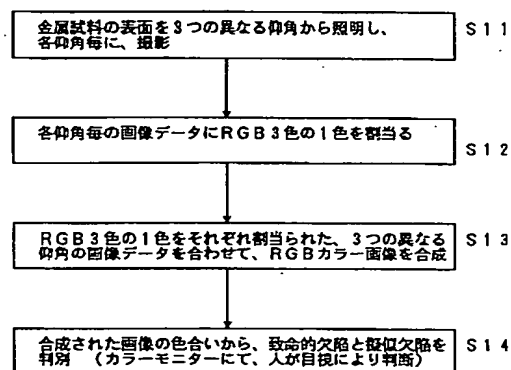 金属試料の表面を3つの異なる仰角から照明し、
各仰角毎に、撮影
S11
各仰角毎の画像データにRGB3色の1色を割当る
S12
RGB3色の1色をそれぞれ割当られた、3つの異なる
仰角の画像データを合わせて、RGBカラー画像を合成
S13
合成された画像の色合いから、致命的欠陥と擬似欠陥を
判別 (カラーモニターにて、人が目視により判断)
S14